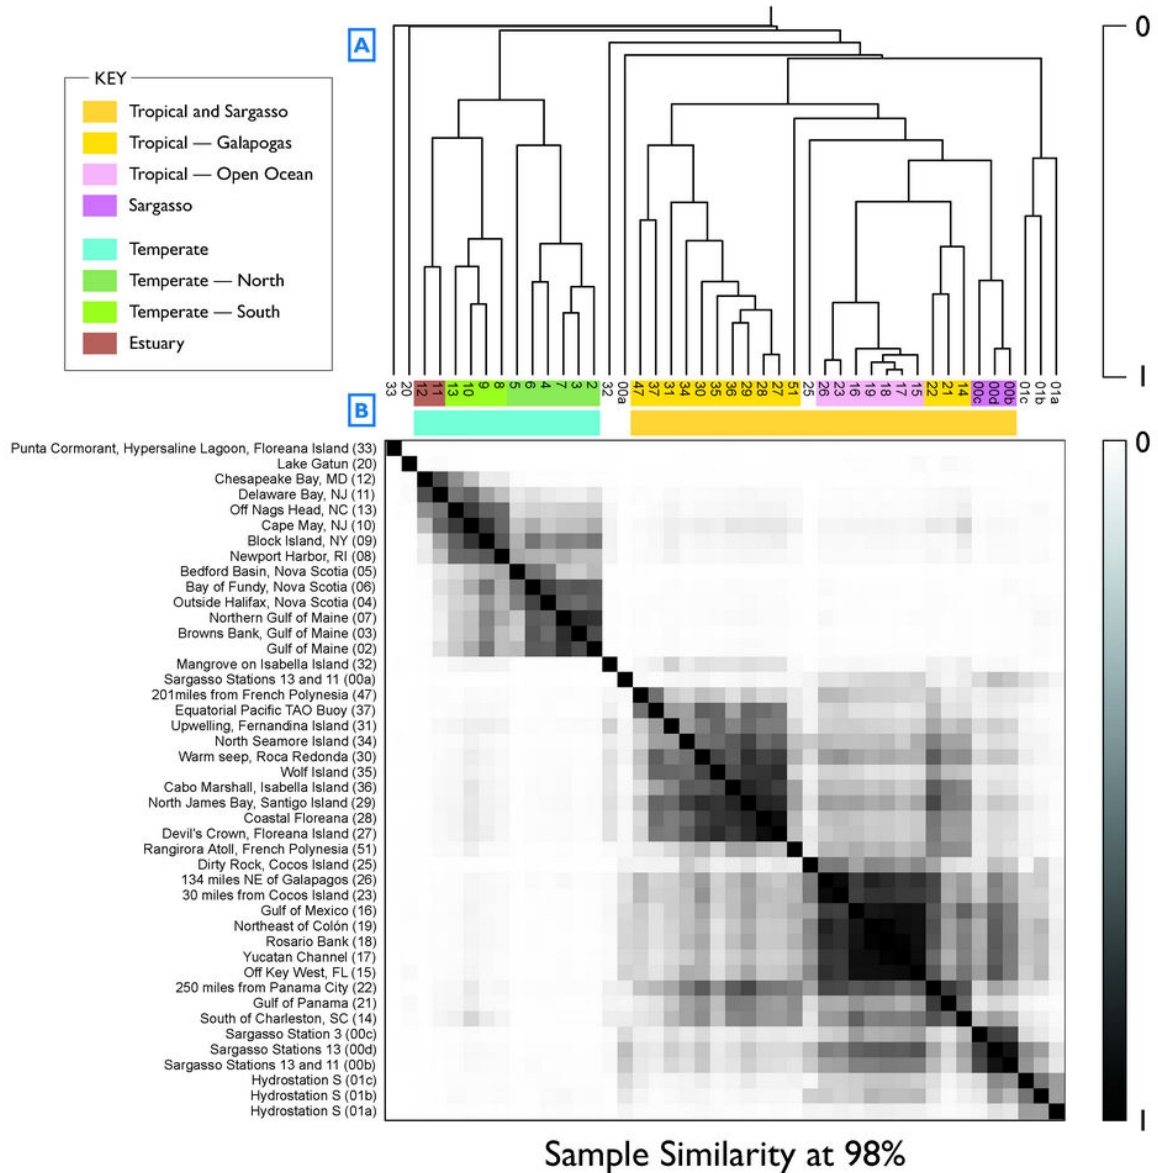 A
0
KEY
Tropical and Sargasso
Tropical — Galapogas
Tropical — Open Ocean
Sargasso
Temperate
Temperate — North
Temperate — South
Estuary
1
33 20 12 11 13 10 9 8 5 6 4 7 3 2 32 00a 47 37 31 34 30 35 36 29 28 27 51 25 26 23 16 19 18 17 15 22 21 14 00c 00d 00b 01c 01b 01a
B
0
Punta Cormorant, Hypersaline Lagoon, Floreana Island (33)
Lake Gatun (20)
Chesapeake Bay, MD (12)
Delaware Bay, NJ (11)
Off Nags Head, NC (13)
Cape May, NJ (10)
Block Island, NY (09)
Newport Harbor, RI (08)
Bedford Basin, Nova Scotia (05)
Bay of Fundy, Nova Scotia (06)
Outside Halifax, Nova Scotia (04)
Northern Gulf of Maine (07)
Browns Bank, Gulf of Maine (03)
Gulf of Maine (02)
Mangrove on Isabella Island (32)
Sargasso Stations 13 and 11 (00a)
201miles from French Polynesia (47)
Equatorial Pacific TAO Buoy (37)
Upwelling, Fernandina Island (31)
North Seamore Island (34)
Warm seep, Roca Redonda (30)
Wolf Island (35)
Cabo Marshall, Isabella Island (36)
North James Bay, Santigo Island (29)
Coastal Floreana (28)
Devil's Crown, Floreana Island (27)
Rangirora Atoll, French Polynesia (51)
Dirty Rock, Cocos Island (25)
134 miles NE of Galapagos (26)
30 miles from Cocos Island (23)
Gulf of Mexico (16)
Northeast of Colón (19)
Rosario Bank (18)
Yucatan Channel (17)
Off Key West, FL (15)
250 miles from Panama City (22)
Gulf of Panama (21)
South of Charleston, SC (14)
Sargasso Station 3 (00c)
Sargasso Stations 13 (00d)
Sargasso Stations 13 and 11 (00b)
Hydrostation S (01c)
Hydrostation S (01b)
Hydrostation S (01a)
1
Sample Similarity at 98%